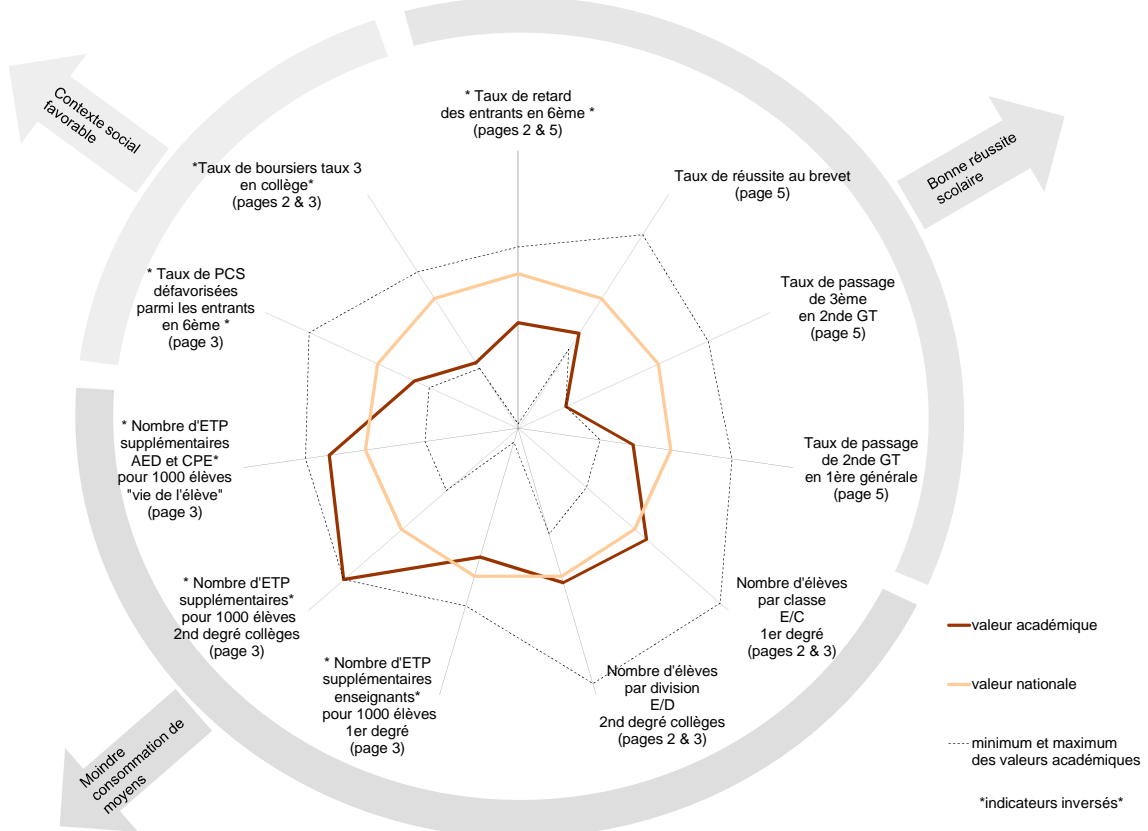 Contexte social
favorable
Bonne réussite
scolaire
* Taux de retard
des entrants en 6ème *
(pages 2 & 5)
Taux de réussite au brevet
(page 5)
Taux de passage
de 3ème
en 2nde GT
(page 5)
Taux de passage
de 2nde GT
en 1ère générale
(page 5)
Nombre d'élèves
par classe
E/C
1er degré
(pages 2 & 3)
Nombre d'élèves
par division
E/D
2nd degré collèges
(pages 2 & 3)
* Nombre d'ETP
supplémentaires
enseignants*
pour 1000 élèves
1er degré
(page 3)
* Nombre d'ETP
supplémentaires*
pour 1000 élèves
2nd degré collèges
(page 3)
* Nombre d'ETP
supplémentaires
AED et CPE*
pour 1000 élèves
"vie de l'élève"
(page 3)
* Taux de PCS
défavorisées
parmi les entrants
en 6ème *
(page 3)
*Taux de boursiers taux 3
en collège*
(pages 2 & 3)
Moindre
consommation de
moyens
valeur académique
valeur nationale
minimum et maximum
des valeurs académiques
*indicateurs inversés*